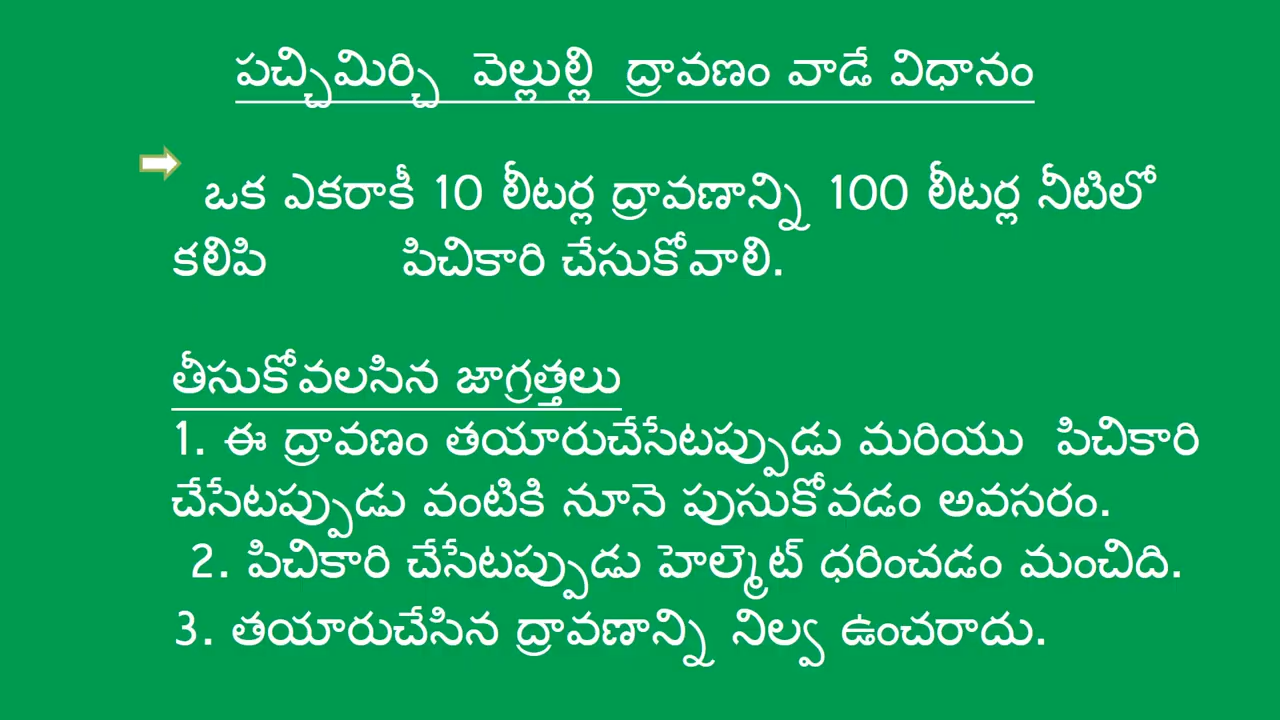 పచ్చిమిర్చి వెల్లుల్లి ద్రావణం వాడే విధానం
ఒక ఎకరాకీ 10 లీటర్ల ద్రావణాన్ని 100 లీటర్ల నీటిలో
కలిపి పిచికారి చేసుకోవాలి.
తీసుకోవలసిన జాగ్రత్తలు
1. ఈ ద్రావణం తయారుచేసేటప్పుడు మరియు పిచికారి
చేసేటప్పుడు వంటికి నూనె పుసుకోవడం అవసరం.
2. పిచికారి చేసేటప్పుడు హెల్మెట్ ధరించడం మంచిది.
3. తయారుచేసిన ద్రావణాన్ని నిల్వ ఉంచరాదు.